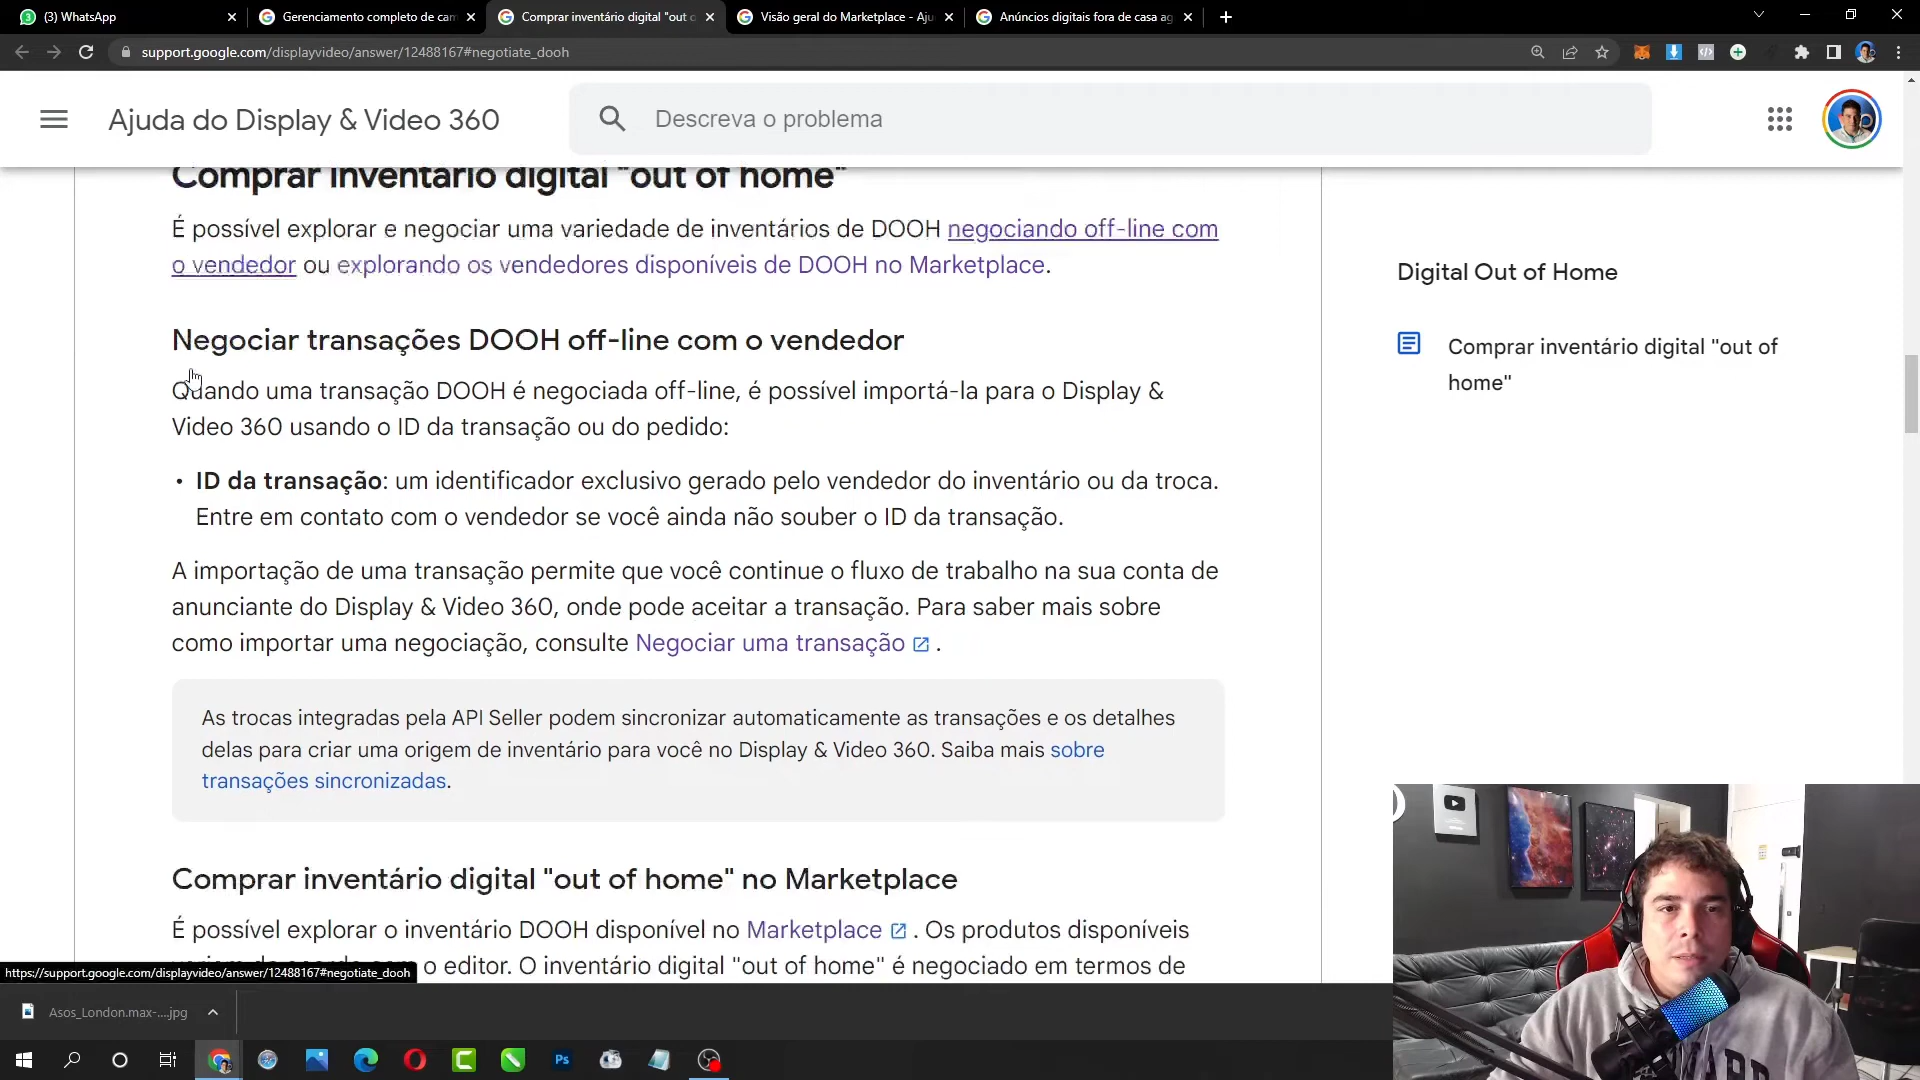 (3) WhatsApp
Gerenciamento completo de cam
Comprar inventário digital "out o
Visão geral do Marketplace - Aju
Anúncios digitais fora de casa ag
support.google.com/displayvideo/answer/12488167#negotiate_dooh
Ajuda do Display & Video 360
Descreva o problema
Comprar inventário digital "out of home"
É possível explorar e negociar uma variedade de inventários de DOOH negociando off-line com
o vendedor ou explorando os vendedores disponíveis de DOOH no Marketplace.
Negociar transações DOOH off-line com o vendedor
Quando uma transação DOOH é negociada off-line, é possível importá-la para o Display &
Video 360 usando o ID da transação ou do pedido:
• ID da transação: um identificador exclusivo gerado pelo vendedor do inventário ou da troca.
Entre em contato com o vendedor se você ainda não souber o ID da transação.
A importação de uma transação permite que você continue o fluxo de trabalho na sua conta de
anunciante do Display & Video 360, onde pode aceitar a transação. Para saber mais sobre
como importar uma negociação, consulte Negociar uma transação .
As trocas integradas pela API Seller podem sincronizar automaticamente as transações e os detalhes
delas para criar uma origem de inventário para você no Display & Video 360. Saiba mais sobre
transações sincronizadas.
Comprar inventário digital "out of home" no Marketplace
É possível explorar o inventário DOOH disponível no Marketplace . Os produtos disponíveis
o editor. O inventário digital "out of home" é negociado em termos de
Digital Out of Home
Comprar inventário digital "out of
home"
https://support.google.com/displayvideo/answer/12488167#negotiate_dooh
Asos_London.max-....jpg
Ps